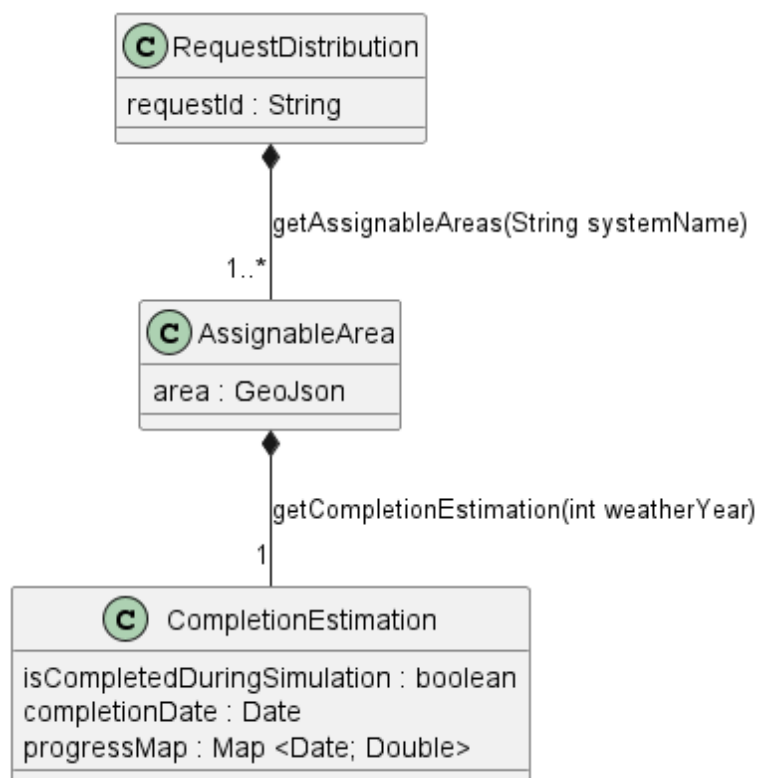 C RequestDistribution
requestId : String
getAssignableAreas(String systemName)
1..*
C AssignableArea
area : GeoJson
getCompletionEstimation(int weatherYear)
1
C CompletionEstimation
isCompletedDuringSimulation : boolean
completionDate : Date
progressMap : Map <Date; Double>